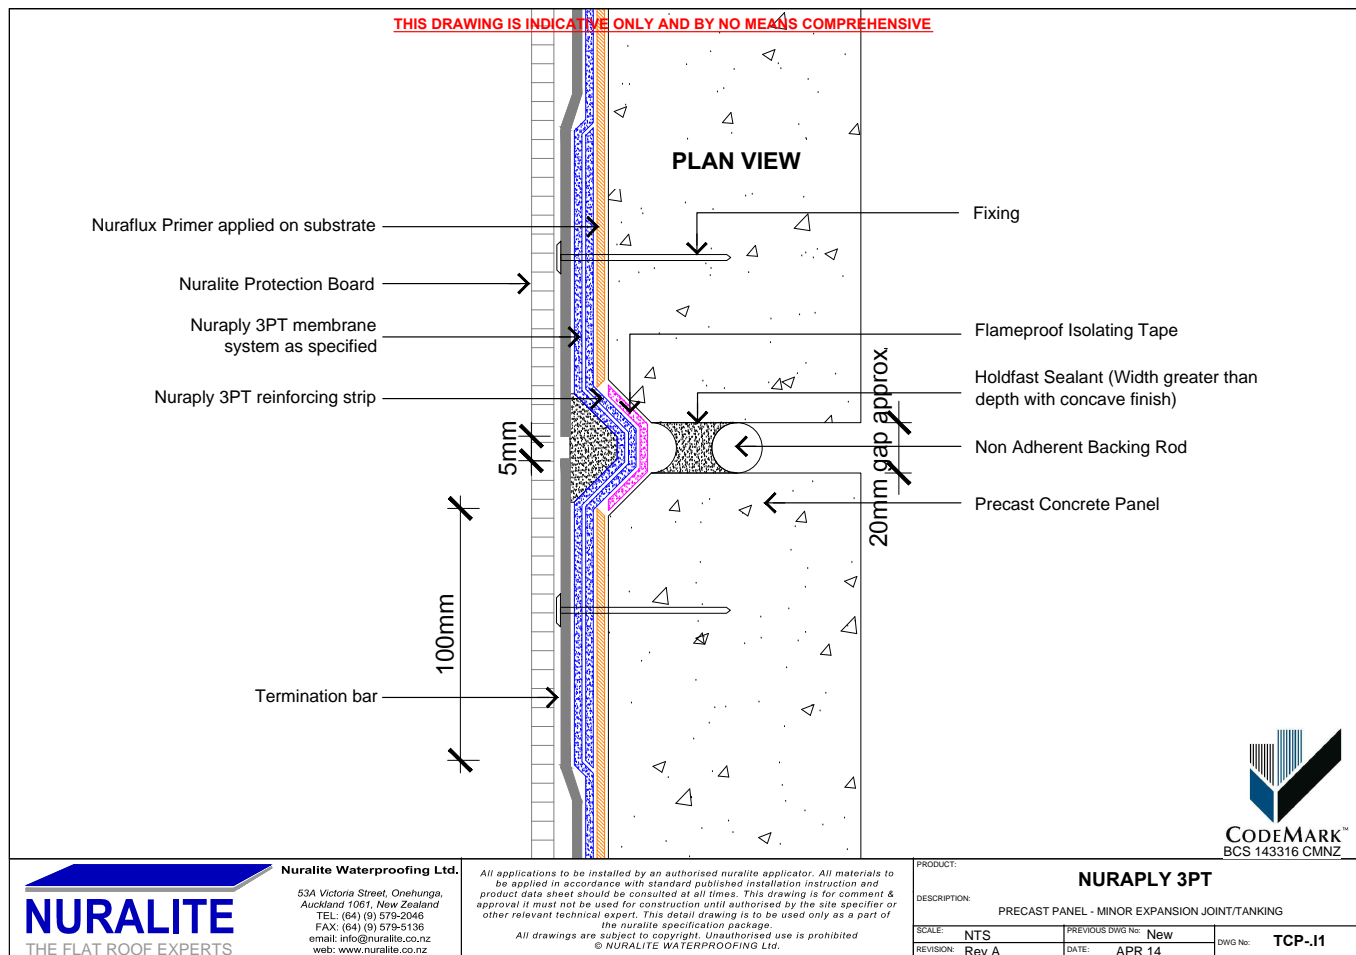 THIS DRAWING IS INDICATIVE ONLY AND BY NO MEANS COMPREHENSIVE
PLAN VIEW
Nuraflux Primer applied on substrate
Nuralite Protection Board
Nuraply 3PT membrane
system as specified
Nuraply 3PT reinforcing strip
5mm
100mm
Termination bar
Fixing
Flameproof Isolating Tape
Holdfast Sealant (Width greater than
depth with concave finish)
Non Adherent Backing Rod
Precast Concrete Panel
20mm gap approx.
CODEMARK™
BCS 143316 CMNZ
NURALITE
THE FLAT ROOF EXPERTS
Nuralite Waterproofing Ltd.
53A Victoria Street, Onehunga,
Auckland 1061, New Zealand
TEL: (64) (9) 579-2046
FAX: (64) (9) 579-5136
email: info@nuralite.co.nz
web: www.nuralite.co.nz
All applications to be installed by an authorised nuralite applicator. All materials to
be applied in accordance with standard published installation instruction and
product data sheet should be consulted at all times. This drawing is for comment &
approval it must not be used for construction until authorised by the site specifier or
other relevant technical expert. This detail drawing is to be used only as a part of
the nuralite specification package.
All drawings are subject to copyright. Unauthorised use is prohibited
© NURALITE WATERPROOFING Ltd.
PRODUCT:
NURAPLY 3PT
DESCRIPTION:
PRECAST PANEL - MINOR EXPANSION JOINT/TANKING
SCALE: NTS
PREVIOUS DWG No: New
REVISION: Rev A
DATE: APR 14
DWG No: TCP-.I1